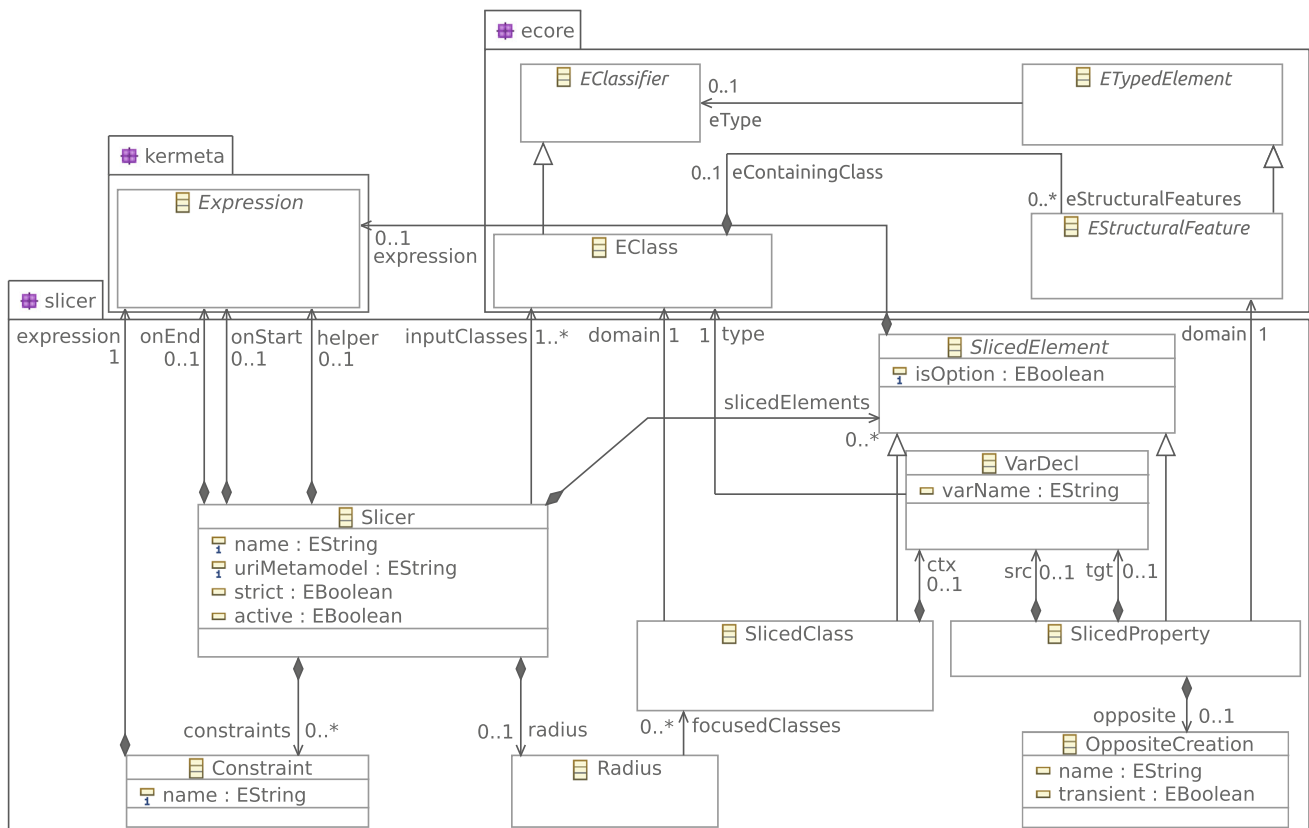 ecore
EClassifier
ETypedElement
0..1
eType
kermeta
0..1 eContainingClass
Expression
0..* eStructuralFeatures
EStructuralFeature
0..1
expression
EClass
slicer
expression
1
onEnd
0..1
onStart
0..1
helper
0..1
inputClasses 1..*
domain 1
1 type
domain 1
SlicedElement
isOption : EBoolean
slicedElements
0..*
VarDecl
varName : EString
Slicer
name : EString
uriMetamodel : EString
strict : EBoolean
active : EBoolean
ctx
0..1
src 0..1
tgt 0..1
SlicedClass
SlicedProperty
constraints 0..*
0..1 radius
0..* focusedClasses
opposite 0..1
Constraint
name : EString
Radius
OppositeCreation
name : EString
transient : EBoolean